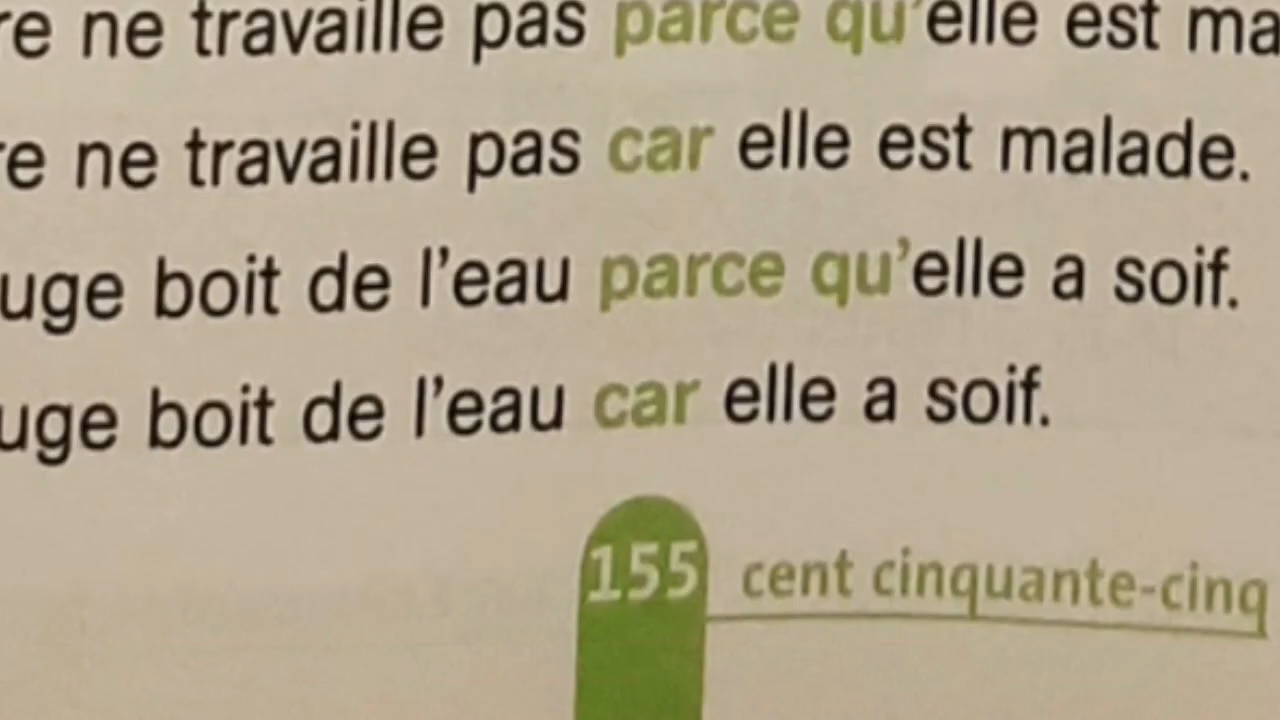 re ne travaille pas parce qu'elle est ma
re ne travaille pas car elle est malade.
uge boit de l'eau parce qu'elle a soif.
uge boit de l'eau car elle a soif.
155 cent cinquante-cinq